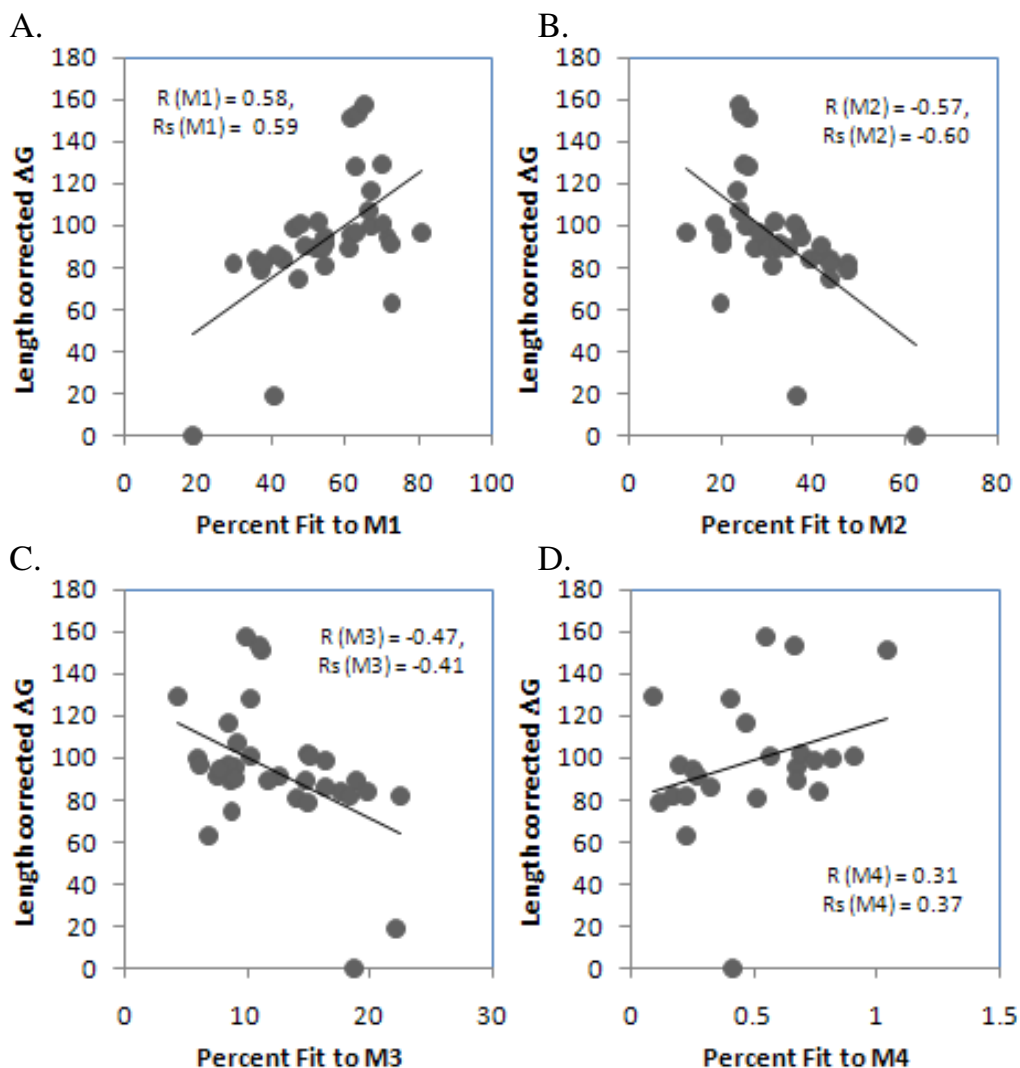 A.
180
160
140
120
100
80
60
40
20
0
Length corrected ΔG
R (M1) = 0.58,
Rs (M1) = 0.59
0 20 40 60 80 100
Percent Fit to M1
B.
180
160
140
120
100
80
60
40
20
0
Length corrected ΔG
R (M2) = -0.57,
Rs (M2) = -0.60
0 20 40 60 80
Percent Fit to M2
C.
180
160
140
120
100
80
60
40
20
0
Length corrected ΔG
R (M3) = -0.47,
Rs (M3) = -0.41
0 10 20 30
Percent Fit to M3
D.
180
160
140
120
100
80
60
40
20
0
Length corrected ΔG
R (M4) = 0.31
Rs (M4) = 0.37
0 0.5 1 1.5
Percent Fit to M4